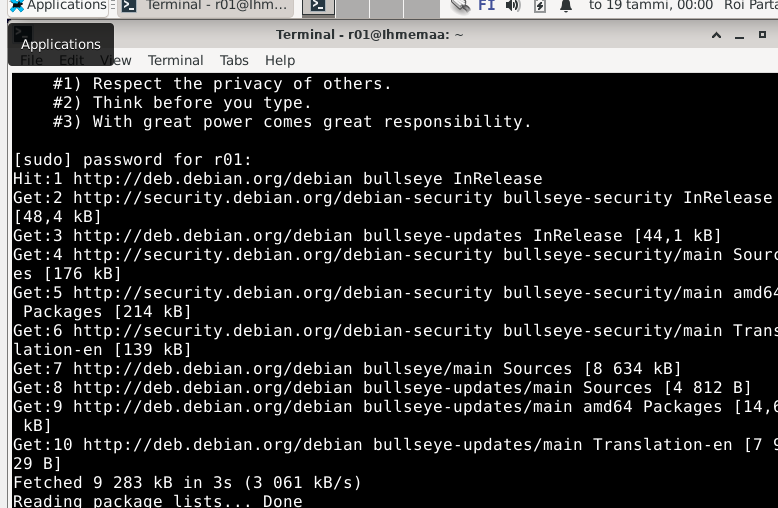 Applications
Terminal - r01@lhm...
FI
to 19 tammi, 00:00
Roi Parta
Terminal - r01@lhmemaa: ~
Applications
File Edit View Terminal Tabs Help
#1) Respect the privacy of others.
#2) Think before you type.
#3) With great power comes great responsibility.
[sudo] password for r01:
Hit:1 http://deb.debian.org/debian bullseye InRelease
Get:2 http://security.debian.org/debian-security bullseye-security InRelease
[48,4 kB]
Get:3 http://deb.debian.org/debian bullseye-updates InRelease [44,1 kB]
Get:4 http://security.debian.org/debian-security bullseye-security/main Sourc
es [176 kB]
Get:5 http://security.debian.org/debian-security bullseye-security/main amd64
Packages [214 kB]
Get:6 http://security.debian.org/debian-security bullseye-security/main Trans
lation-en [139 kB]
Get:7 http://deb.debian.org/debian bullseye/main Sources [8 634 kB]
Get:8 http://deb.debian.org/debian bullseye-updates/main Sources [4 812 B]
Get:9 http://deb.debian.org/debian bullseye-updates/main amd64 Packages [14,6
kB]
Get:10 http://deb.debian.org/debian bullseye-updates/main Translation-en [7 9
29 B]
Fetched 9 283 kB in 3s (3 061 kB/s)
Reading package lists... Done